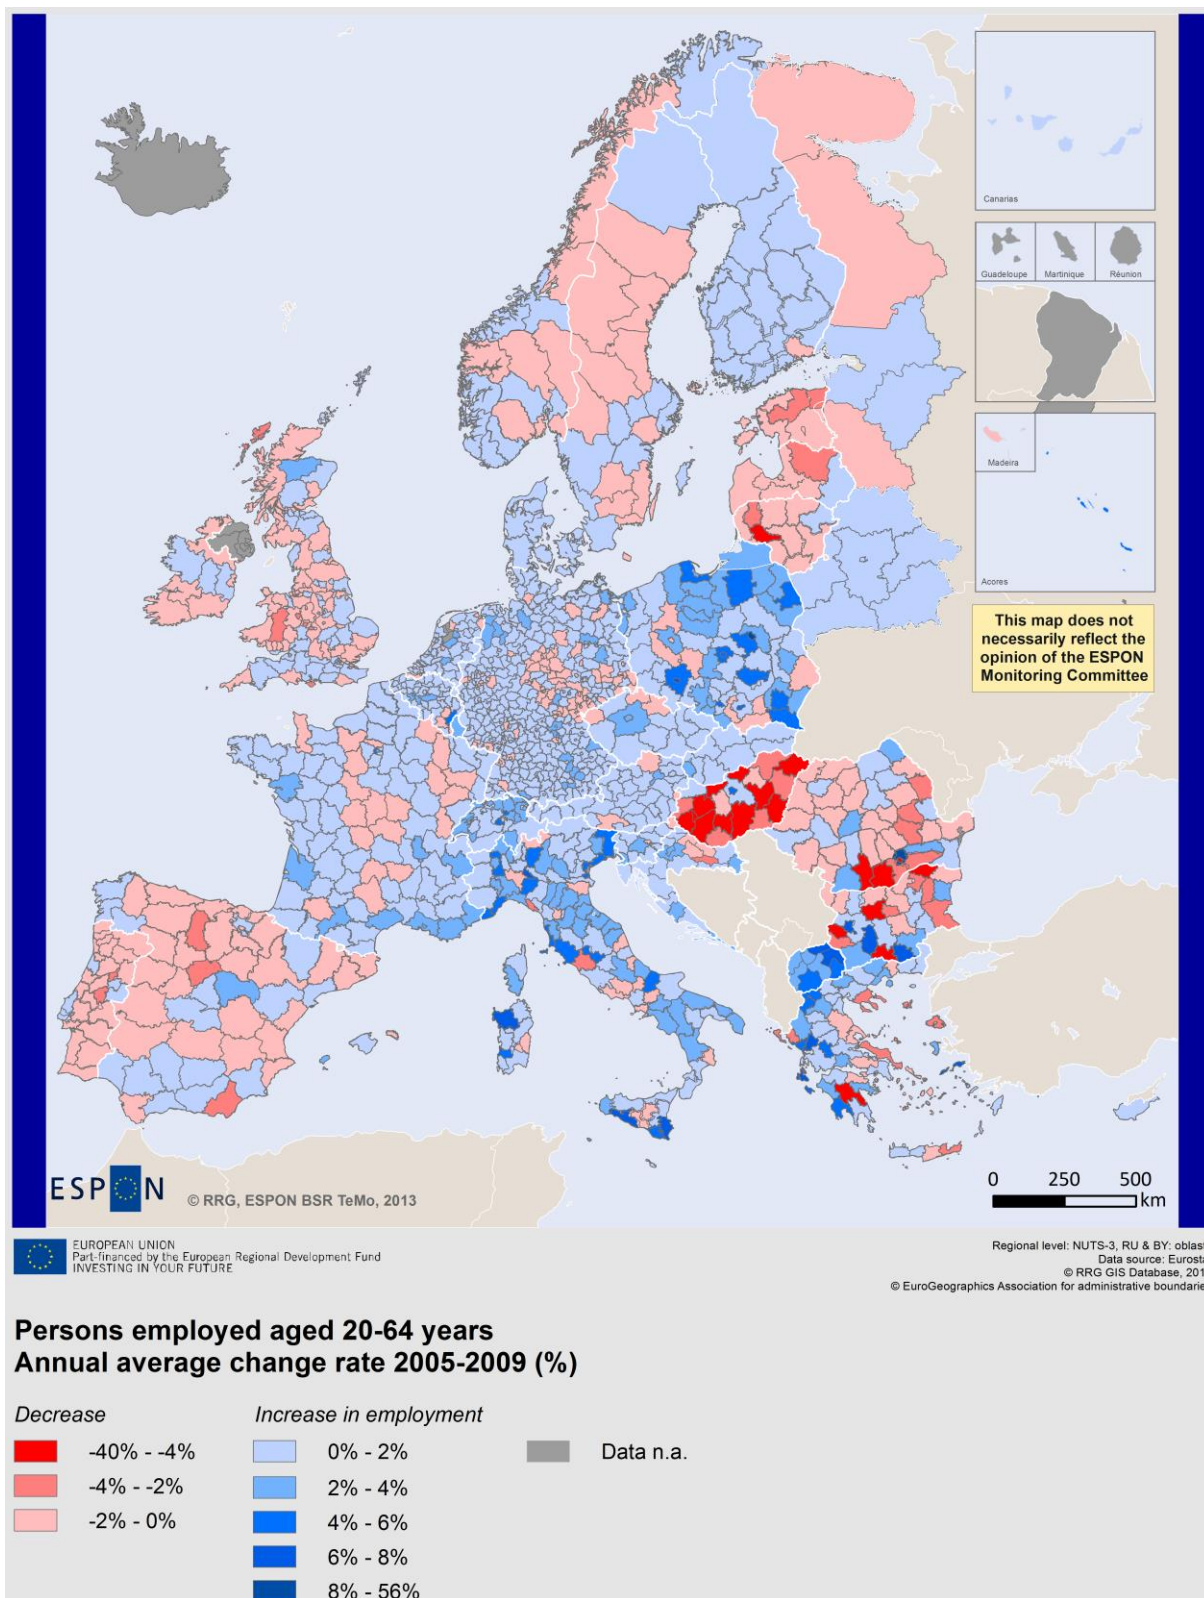 Canarias
Guadeloupe
Martinique
Réunion
Madeira
Acores
This map does not
necessarily reflect the
opinion of the ESPON
Monitoring Committee
ESPON
© RRG, ESPON BSR TeMo, 2013
0 250 500
km
EUROPEAN UNION
Part-financed by the European Regional Development Fund
INVESTING IN YOUR FUTURE
Regional level: NUTS-3, RU & BY: oblast
Data source: Eurosta
© RRG GIS Database, 201
© EuroGeographics Association for administrative boundarie
Persons employed aged 20-64 years
Annual average change rate 2005-2009 (%)
Decrease
Increase in employment
-40% - -4%
0% - 2%
Data n.a.
-4% - -2%
2% - 4%
-2% - 0%
4% - 6%
6% - 8%
8% - 56%